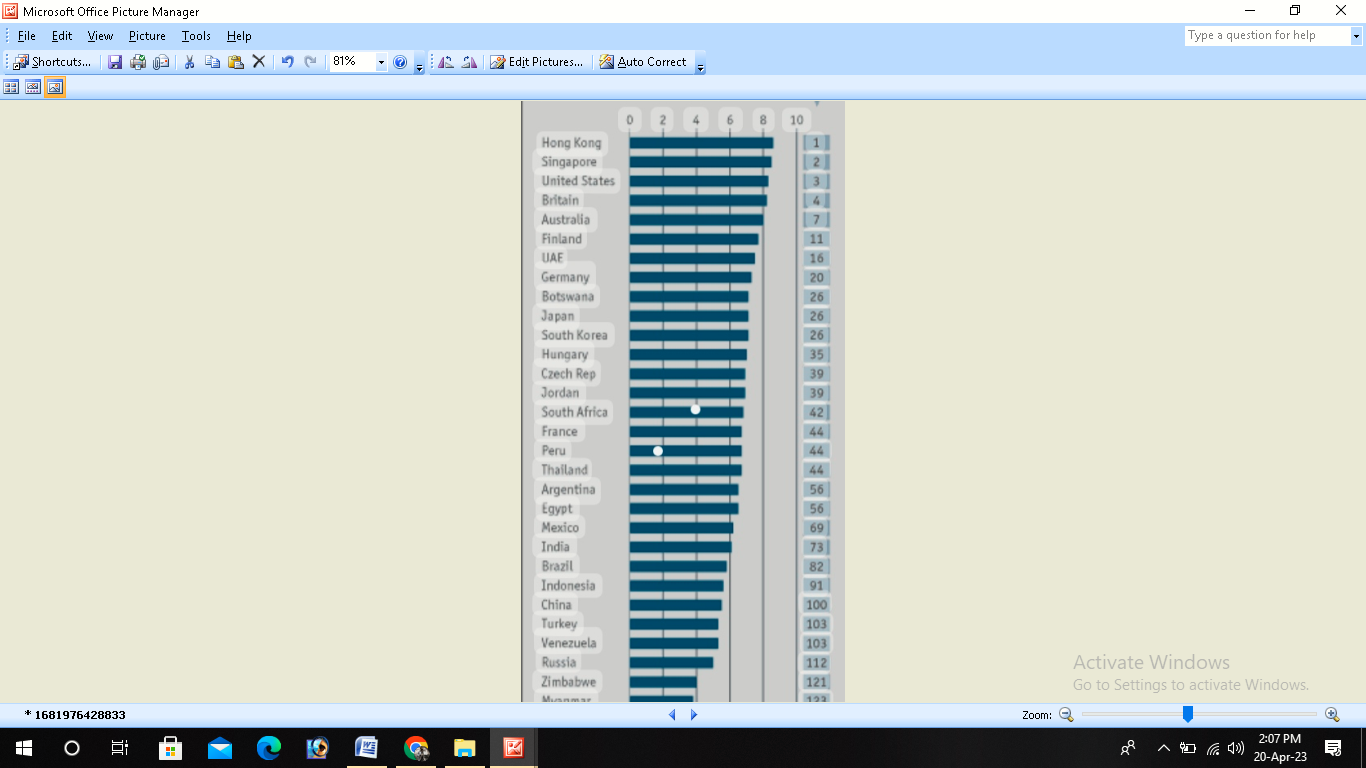 Microsoft Office Picture Manager
File Edit View Picture Tools Help
Type a question for help
Shortcuts... 81% Edit Pictures... Auto Correct
0 2 4 6 8 10
Hong Kong 1
Singapore 2
United States 3
Britain 4
Australia 7
Finland 11
UAE 16
Germany 20
Botswana 26
Japan 26
South Korea 26
Hungary 35
Czech Rep 39
Jordan 39
South Africa 42
France 44
Peru 44
Thailand 44
Argentina 56
Egypt 56
Mexico 69
India 73
Brazil 82
Indonesia 91
China 100
Turkey 103
Venezuela 103
Russia 112
Zimbabwe 121
Activate Windows
Go to Settings to activate Windows.
* 1681976428833
Zoom:
2:07 PM
20-Apr-23